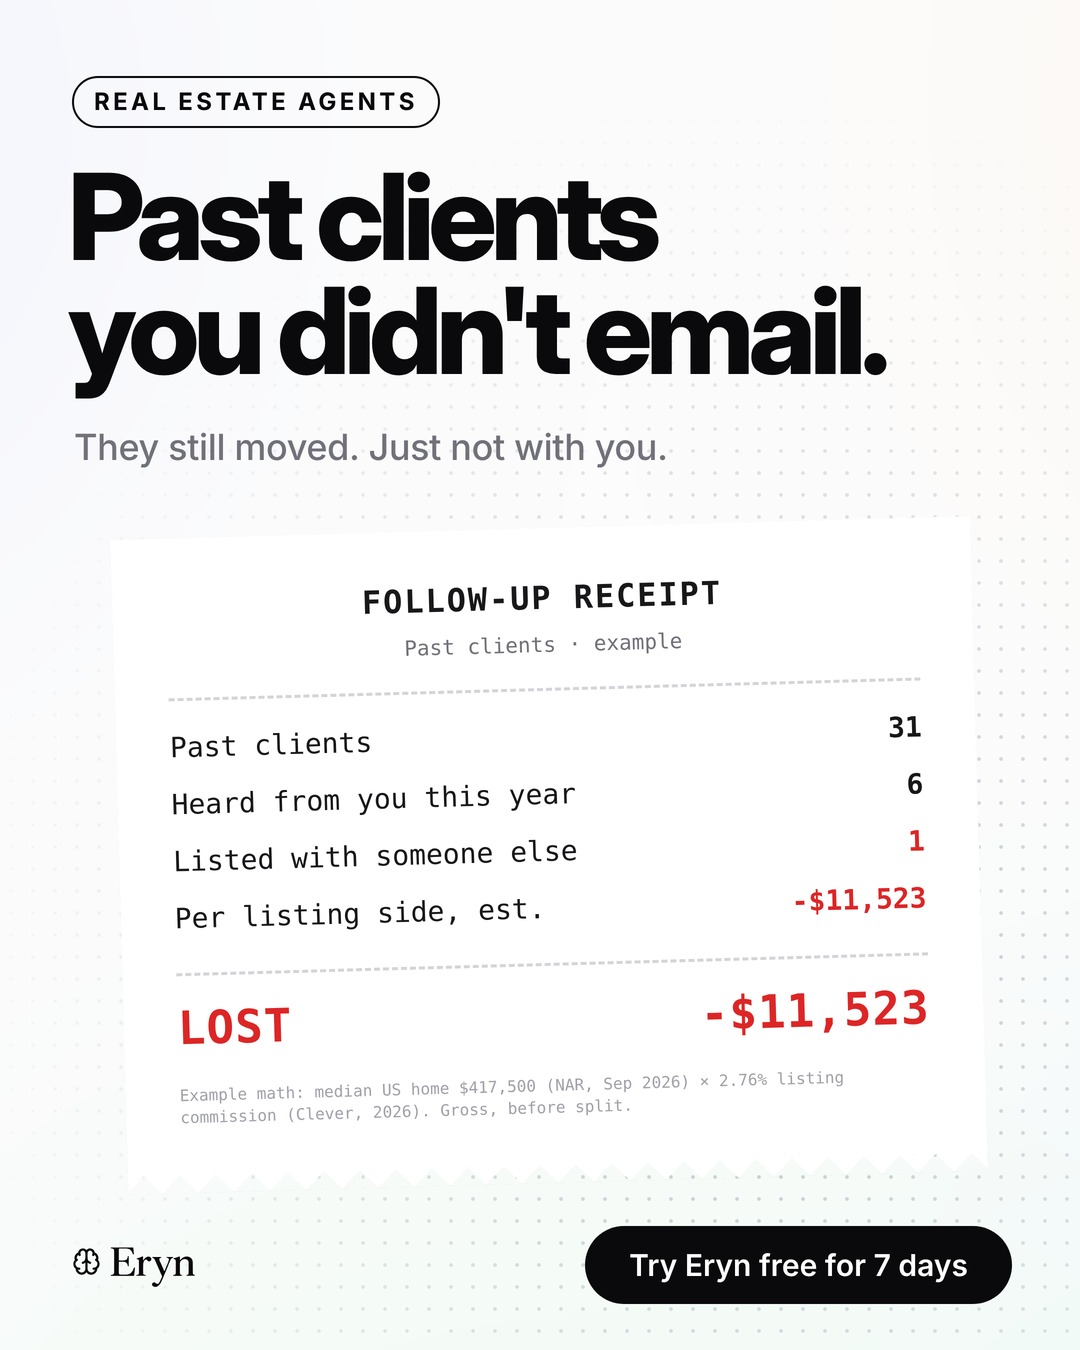 REAL ESTATE AGENTS
Past clients
you didn't email.
They still moved. Just not with you.
FOLLOW-UP RECEIPT
Past clients · example
Past clients 31
Heard from you this year 6
Listed with someone else 1
Per listing side, est. -$11,523
LOST -$11,523
Example math: median US home $417,500 (NAR, Sep 2026) × 2.76% listing
commission (Clever, 2026). Gross, before split.
Eryn
Try Eryn free for 7 days